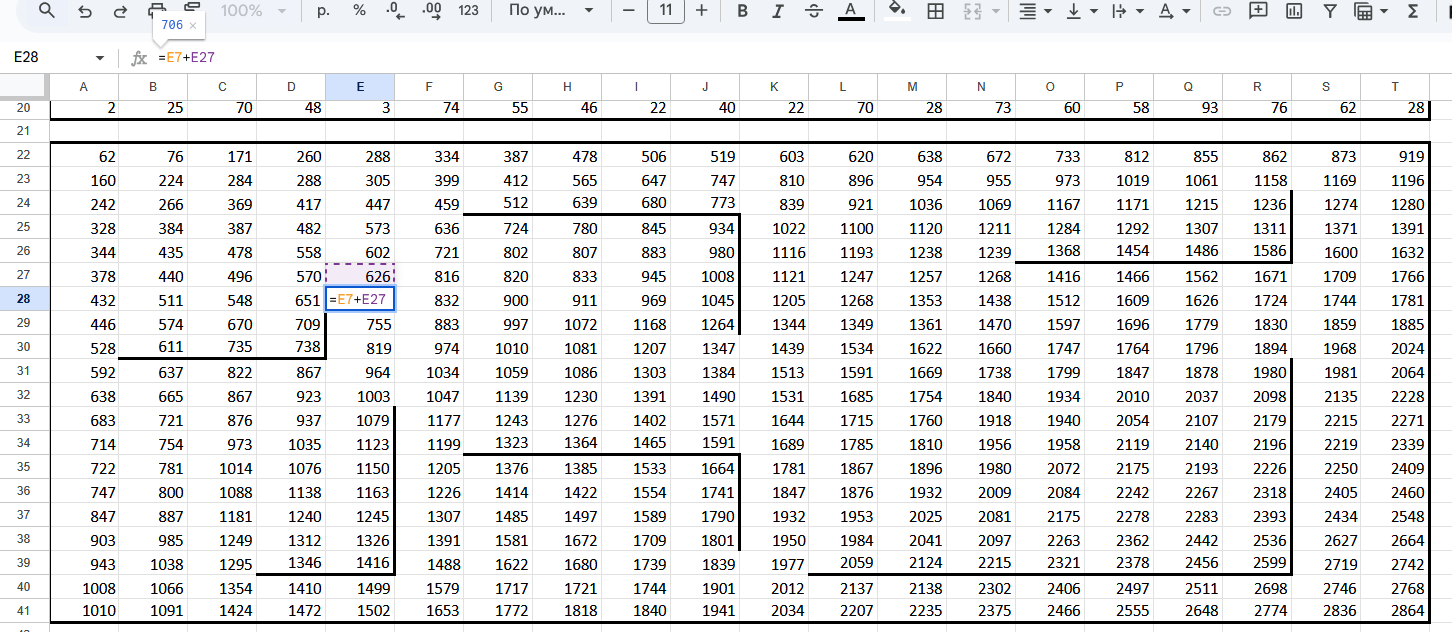 100% р. % .0 .00 123 По ум... − 11 + B I A
706 ×
E28 fx =E7+E27
A B C D E F G H I J K L M N O P Q R S T
20 2 25 70 48 3 74 55 46 22 40 22 70 28 73 60 58 93 76 62 28
21
22 62 76 171 260 288 334 387 478 506 519 603 620 638 672 733 812 855 862 873 919
23 160 224 284 288 305 399 412 565 647 747 810 896 954 955 973 1019 1061 1158 1169 1196
24 242 266 369 417 447 459 512 639 680 773 839 921 1036 1069 1167 1171 1215 1236 1274 1280
25 328 384 387 482 573 636 724 780 845 934 1022 1100 1120 1211 1284 1292 1307 1311 1371 1391
26 344 435 478 558 602 721 802 807 883 980 1116 1193 1238 1239 1368 1454 1486 1586 1600 1632
27 378 440 496 570 626 816 820 833 945 1008 1121 1247 1257 1268 1416 1466 1562 1671 1709 1766
28 432 511 548 651 =E7+E27 832 900 911 969 1045 1205 1268 1353 1438 1512 1609 1626 1724 1744 1781
29 446 574 670 709 755 883 997 1072 1168 1264 1344 1349 1361 1470 1597 1696 1779 1830 1859 1885
30 528 611 735 738 819 974 1010 1081 1207 1347 1439 1534 1622 1660 1747 1764 1796 1894 1968 2024
31 592 637 822 867 964 1034 1059 1086 1303 1384 1513 1591 1669 1738 1799 1847 1878 1980 1981 2064
32 638 665 867 923 1003 1047 1139 1230 1391 1490 1531 1685 1754 1840 1934 2010 2037 2098 2135 2228
33 683 721 876 937 1079 1177 1243 1276 1402 1571 1644 1715 1760 1918 1940 2054 2107 2179 2215 2271
34 714 754 973 1035 1123 1199 1323 1364 1465 1591 1689 1785 1810 1956 1958 2119 2140 2196 2219 2339
35 722 781 1014 1076 1150 1205 1376 1385 1533 1664 1781 1867 1896 1980 2072 2175 2193 2226 2250 2409
36 747 800 1088 1138 1163 1226 1414 1422 1554 1741 1847 1876 1932 2009 2084 2242 2267 2318 2405 2460
37 847 887 1181 1240 1245 1307 1485 1497 1589 1790 1932 1953 2025 2081 2175 2278 2283 2393 2434 2548
38 903 985 1249 1312 1326 1391 1581 1672 1709 1801 1950 1984 2041 2097 2263 2362 2442 2536 2627 2664
39 943 1038 1295 1346 1416 1488 1622 1680 1739 1839 1977 2059 2124 2215 2321 2378 2456 2599 2719 2742
40 1008 1066 1354 1410 1499 1579 1717 1721 1744 1901 2012 2137 2138 2302 2406 2497 2511 2698 2746 2768
41 1010 1091 1424 1472 1502 1653 1772 1818 1840 1941 2034 2207 2235 2375 2466 2555 2648 2774 2836 2864